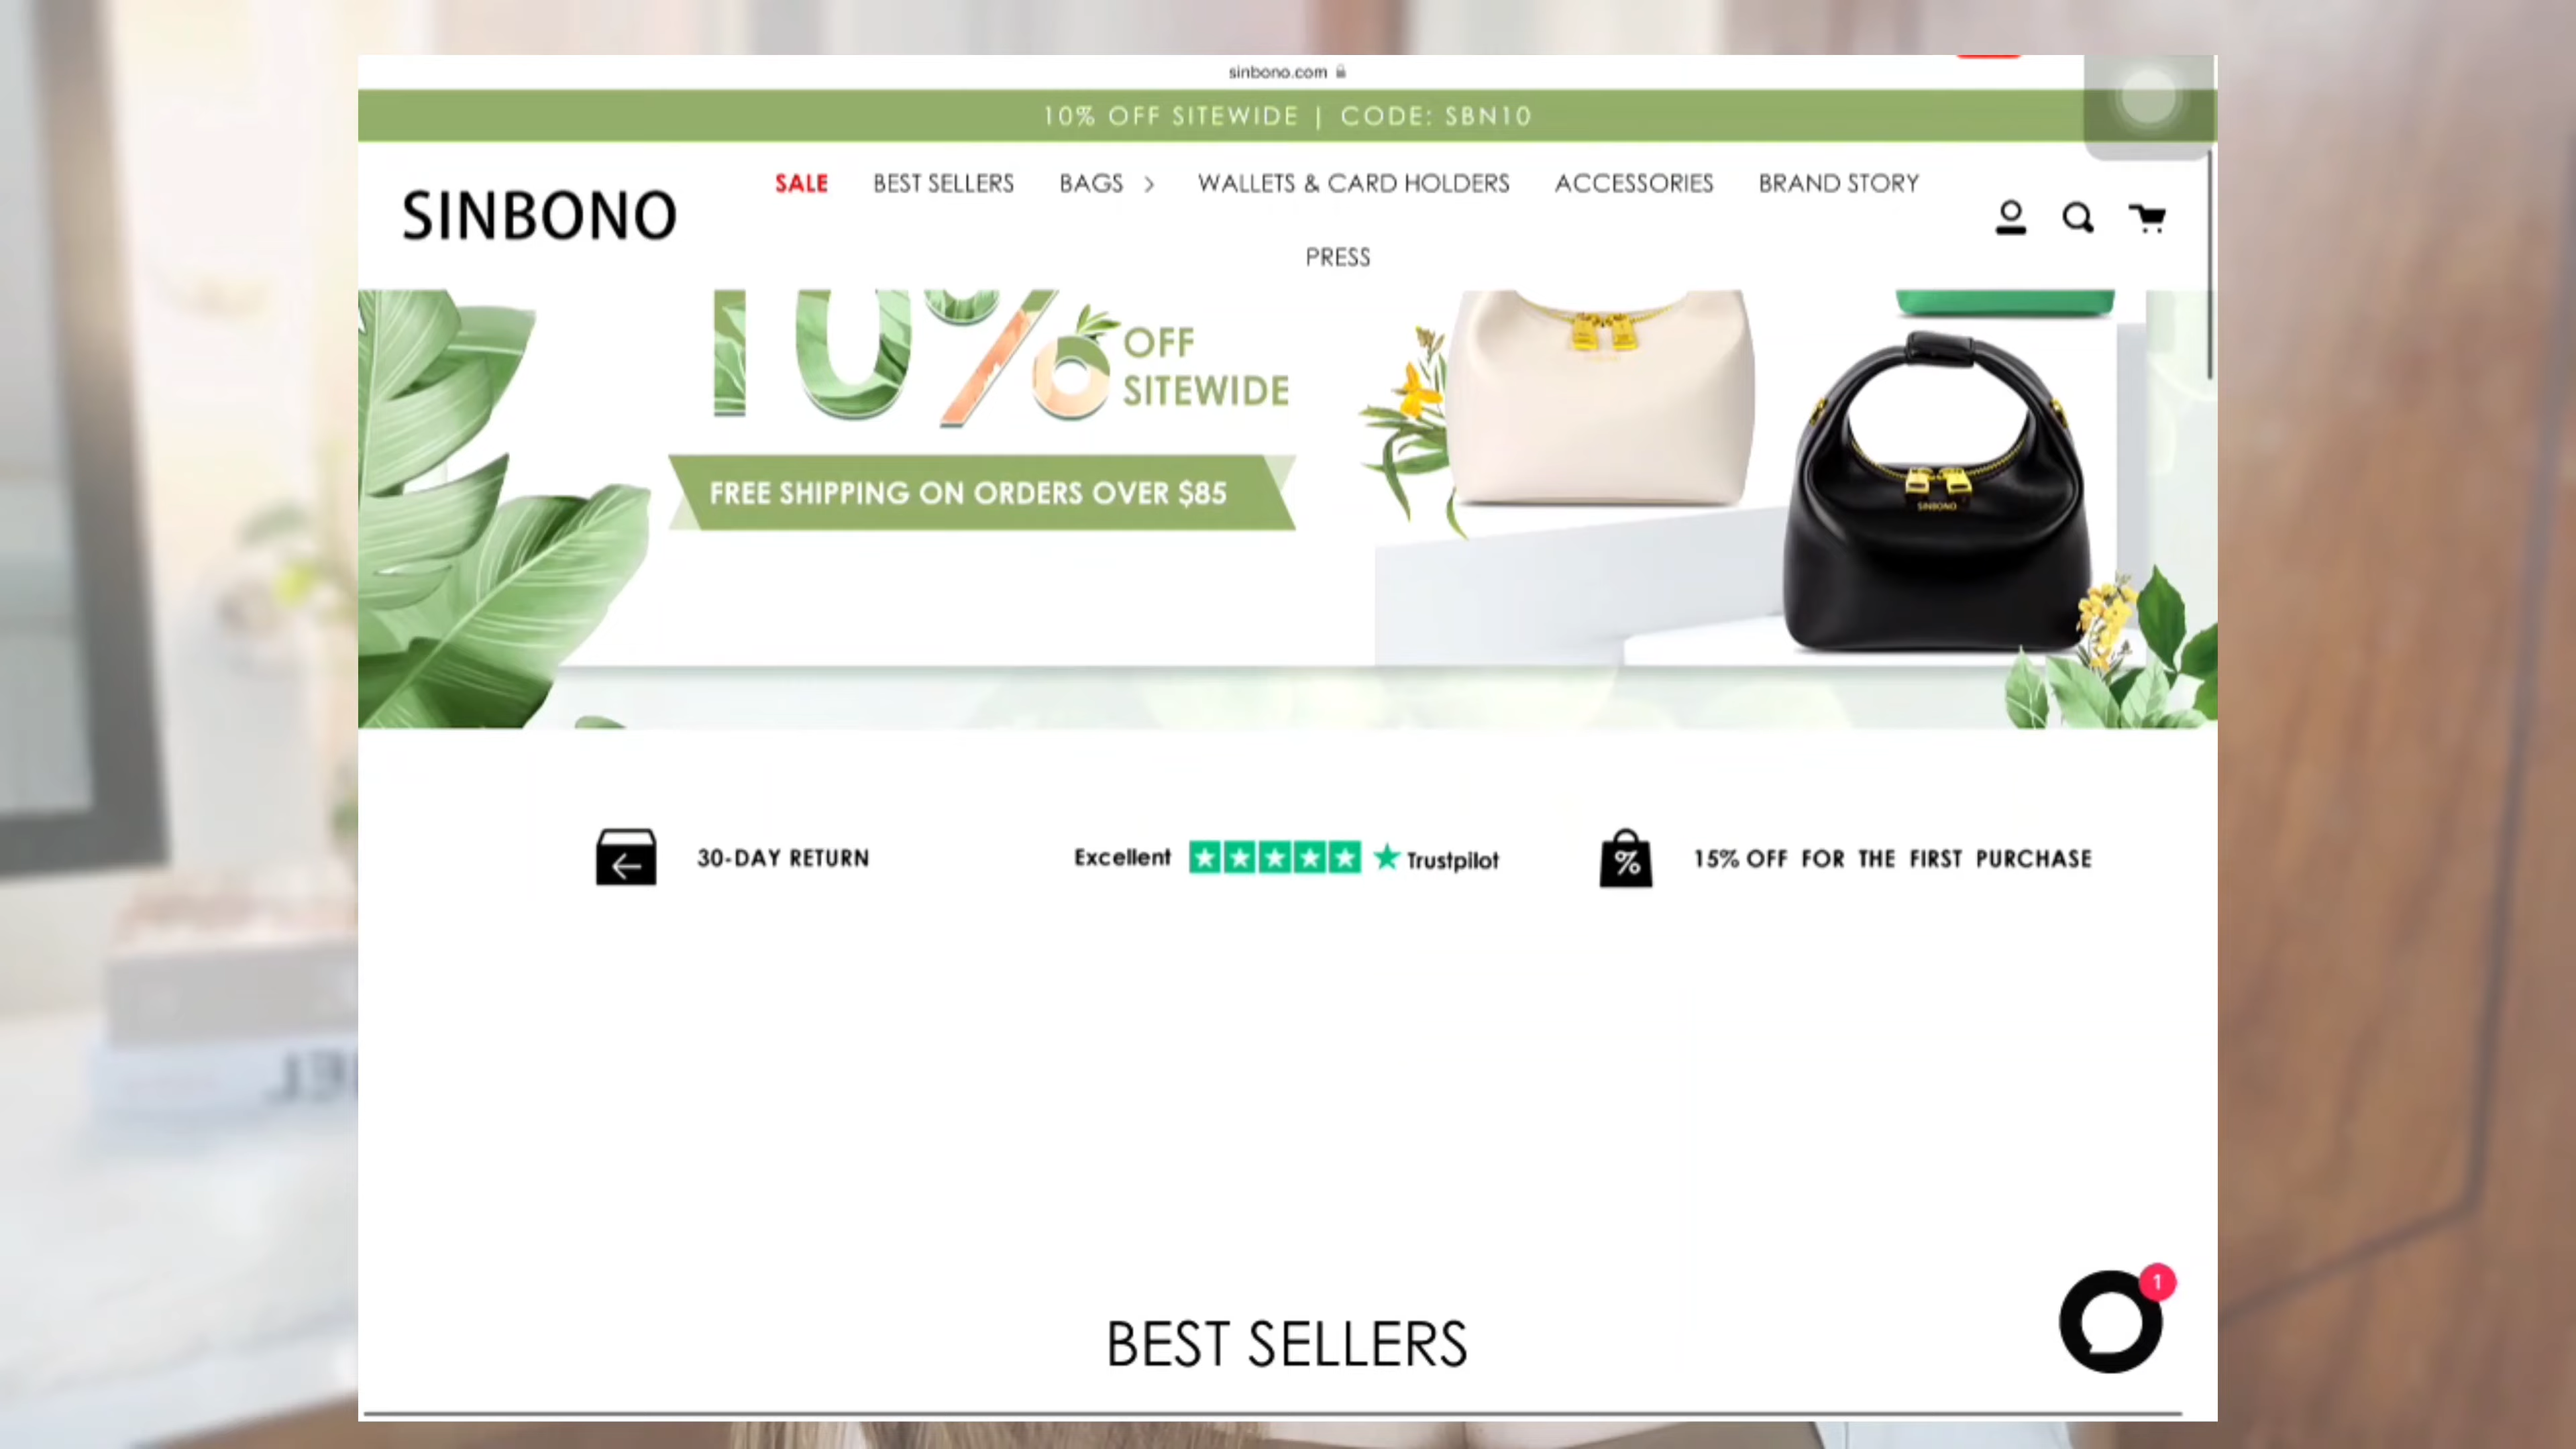 sinbono.com
10% OFF SITEWIDE | CODE: SBN10
SINBONO
SALE BEST SELLERS BAGS > WALLETS & CARD HOLDERS ACCESSORIES BRAND STORY
PRESS
10% OFF
SITEWIDE
FREE SHIPPING ON ORDERS OVER $85
SINBONO
30-DAY RETURN
Excellent Trustpilot
%
15% OFF FOR THE FIRST PURCHASE
1
BEST SELLERS